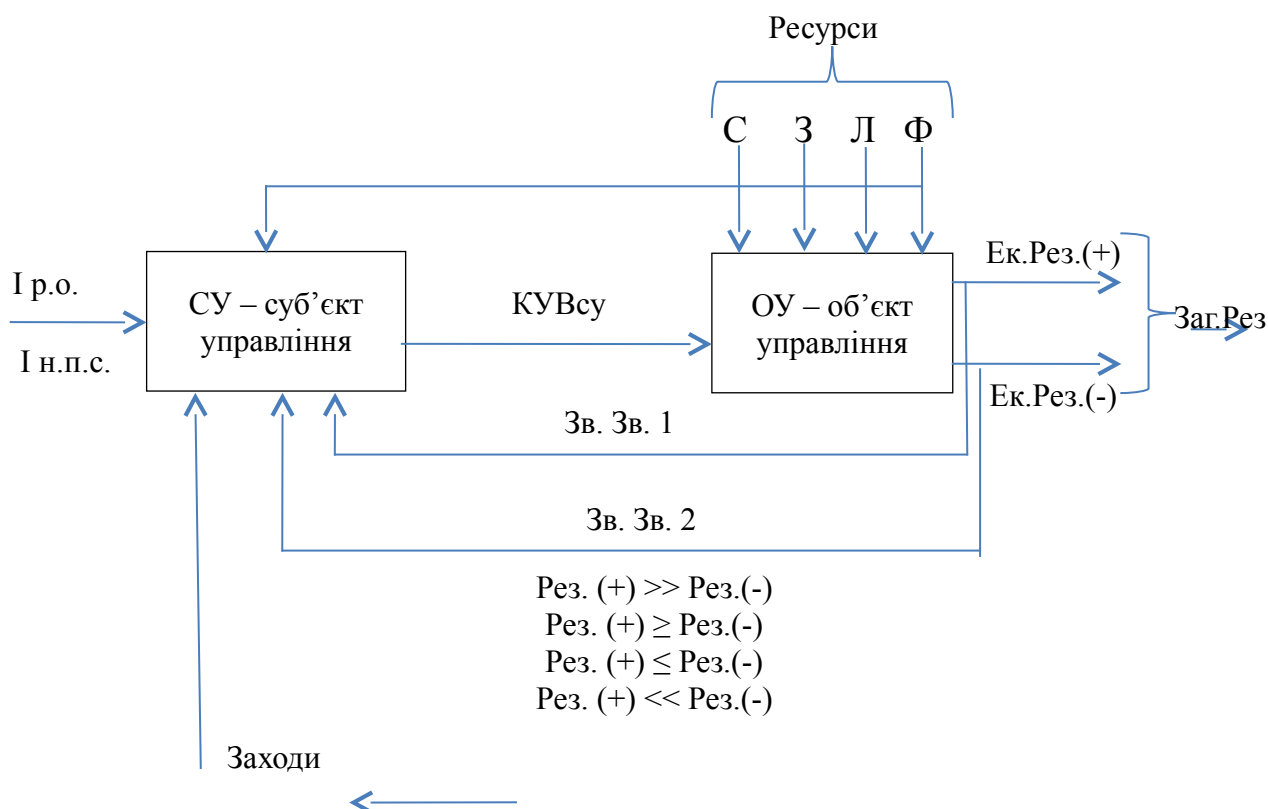 Ресурси
С З Л Ф
І р.о.
І н.п.с.
СУ – суб’єкт
управління
КУВсу
ОУ – об’єкт
управління
Ек.Рез.(+)
Заг.Рез
Ек.Рез.(-)
Зв. Зв. 1
Зв. Зв. 2
Рез. (+) >> Рез.(-)
Рез. (+) ≥ Рез.(-)
Рез. (+) ≤ Рез.(-)
Рез. (+) << Рез.(-)
Заходи